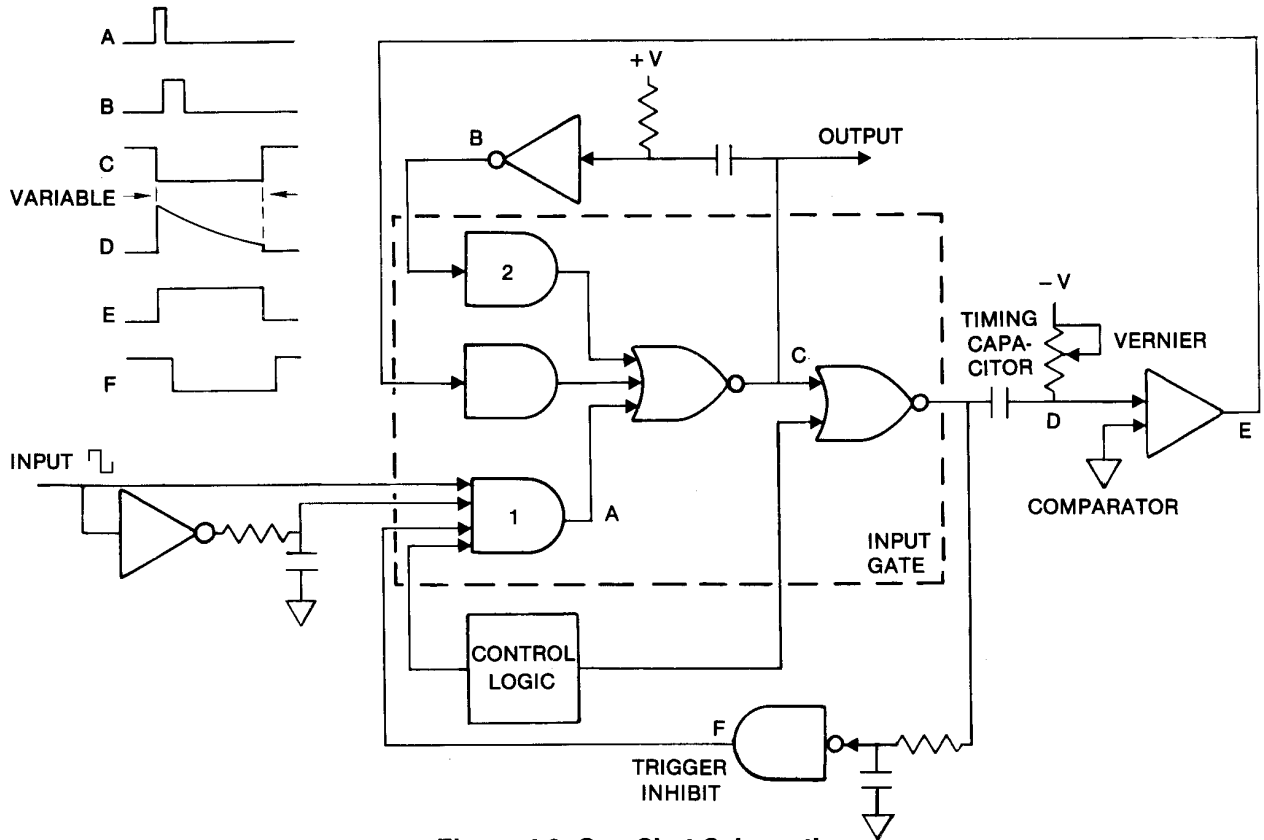 A
B
C
VARIABLE
D
E
F
INPUT
+V
B
OUTPUT
2
C
1
A
INPUT
GATE
-V
TIMING
CAPA-
CITOR
VERNIER
D
E
COMPARATOR
CONTROL
LOGIC
F
TRIGGER
INHIBIT